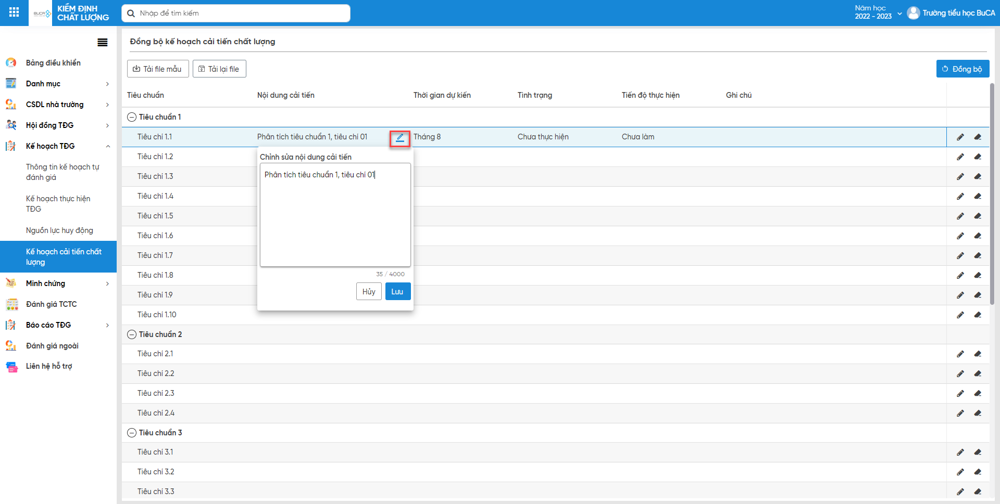 BUCA
KIỂM ĐỊNH
CHẤT LƯỢNG
Nhập để tìm kiếm
Năm học
2022 - 2023
Trường tiểu học BuCA
Bảng điều khiển
Danh mục
CSDL nhà trường
Hội đồng TĐG
Kế hoạch TĐG
Thông tin kế hoạch tự
đánh giá
Kế hoạch thực hiện
TĐG
Nguồn lực huy động
Kế hoạch cải tiến chất
lượng
Minh chứng
Đánh giá TCTC
Báo cáo TĐG
Đánh giá ngoài
Liên hệ hỗ trợ
Đồng bộ kế hoạch cải tiến chất lượng
Tải file mẫu
Tải lại file
Đồng bộ
Tiêu chuẩn
Nội dung cải tiến
Thời gian dự kiến
Tình trạng
Tiến độ thực hiện
Ghi chú
Tiêu chuẩn 1
Tiêu chí 1.1
Phân tích tiêu chuẩn 1, tiêu chí 01
Tháng 8
Chưa thực hiện
Chưa làm
Chỉnh sửa nội dung cải tiến
Phân tích tiêu chuẩn 1, tiêu chí 01
35 / 4000
Hủy
Lưu
Tiêu chí 1.2
Tiêu chí 1.3
Tiêu chí 1.4
Tiêu chí 1.5
Tiêu chí 1.6
Tiêu chí 1.7
Tiêu chí 1.8
Tiêu chí 1.9
Tiêu chí 1.10
Tiêu chuẩn 2
Tiêu chí 2.1
Tiêu chí 2.2
Tiêu chí 2.3
Tiêu chí 2.4
Tiêu chuẩn 3
Tiêu chí 3.1
Tiêu chí 3.2
Tiêu chí 3.3